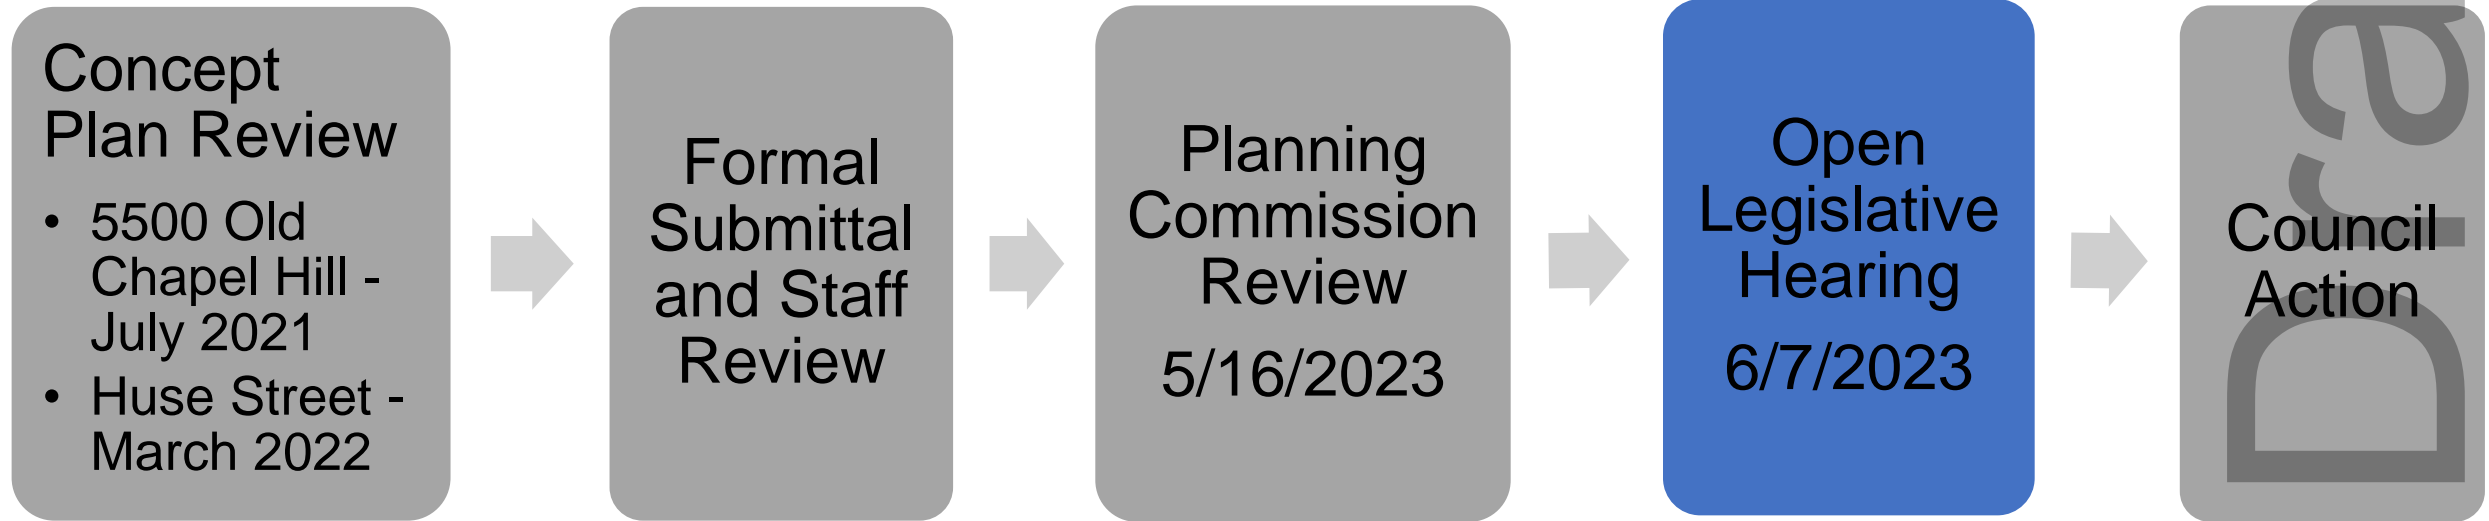 Concept
Plan Review
• 5500 Old
Chapel Hill -
July 2021
• Huse Street -
March 2022
Formal
Submittal
and Staff
Review
Planning
Commission
Review
5/16/2023
Open
Legislative
Hearing
6/7/2023
Council
Action
Dra